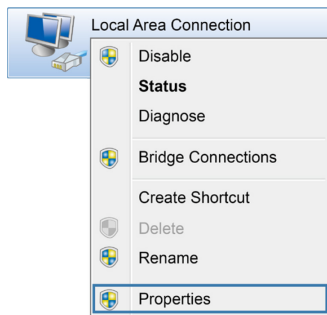 Local Area Connection
Disable
Status
Diagnose
Bridge Connections
Create Shortcut
Delete
Rename
Properties